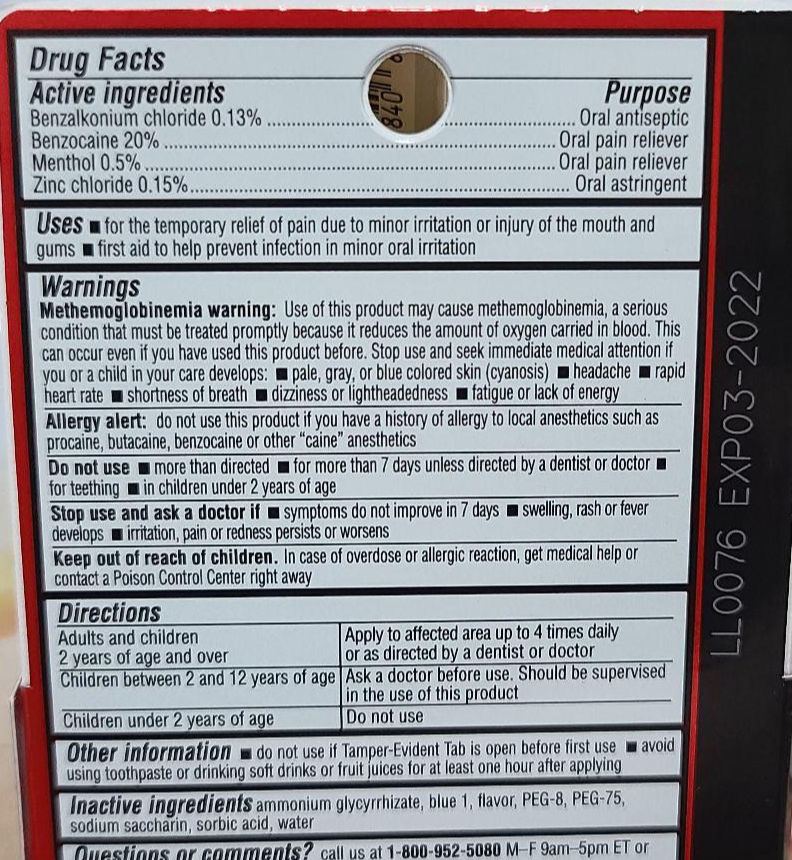 Drug Facts
Active ingredients Purpose
Benzalkonium chloride 0.13% ........................ Oral antiseptic
Benzocaine 20% ........................ Oral pain reliever
Menthol 0.5% ........................ Oral pain reliever
Zinc chloride 0.15% ........................ Oral astringent
840
Uses ■ for the temporary relief of pain due to minor irritation or injury of the mouth and
gums ■ first aid to help prevent infection in minor oral irritation
Warnings
Methemoglobinemia warning: Use of this product may cause methemoglobinemia, a serious
condition that must be treated promptly because it reduces the amount of oxygen carried in blood. This
can occur even if you have used this product before. Stop use and seek immediate medical attention if
you or a child in your care develops: ■ pale, gray, or blue colored skin (cyanosis) ■ headache ■ rapid
heart rate ■ shortness of breath ■ dizziness or lightheadedness ■ fatigue or lack of energy
Allergy alert: do not use this product if you have a history of allergy to local anesthetics such as
procaine, butacaine, benzocaine or other "caine" anesthetics
Do not use ■ more than directed ■ for more than 7 days unless directed by a dentist or doctor ■
for teething ■ in children under 2 years of age
Stop use and ask a doctor if ■ symptoms do not improve in 7 days ■ swelling, rash or fever
develops ■ irritation, pain or redness persists or worsens
Keep out of reach of children. In case of overdose or allergic reaction, get medical help or
contact a Poison Control Center right away
Directions
Adults and children Apply to affected area up to 4 times daily
2 years of age and over or as directed by a dentist or doctor
Children between 2 and 12 years of age Ask a doctor before use. Should be supervised
in the use of this product
Children under 2 years of age Do not use
Other information ■ do not use if Tamper-Evident Tab is open before first use ■ avoid
using toothpaste or drinking soft drinks or fruit juices for at least one hour after applying
Inactive ingredients ammonium glycyrrhizate, blue 1, flavor, PEG-8, PEG-75,
sodium saccharin, sorbic acid, water
Questions or comments? call us at 1-800-952-5080 M–F 9am–5pm ET or
LL0076 EXP03-2022